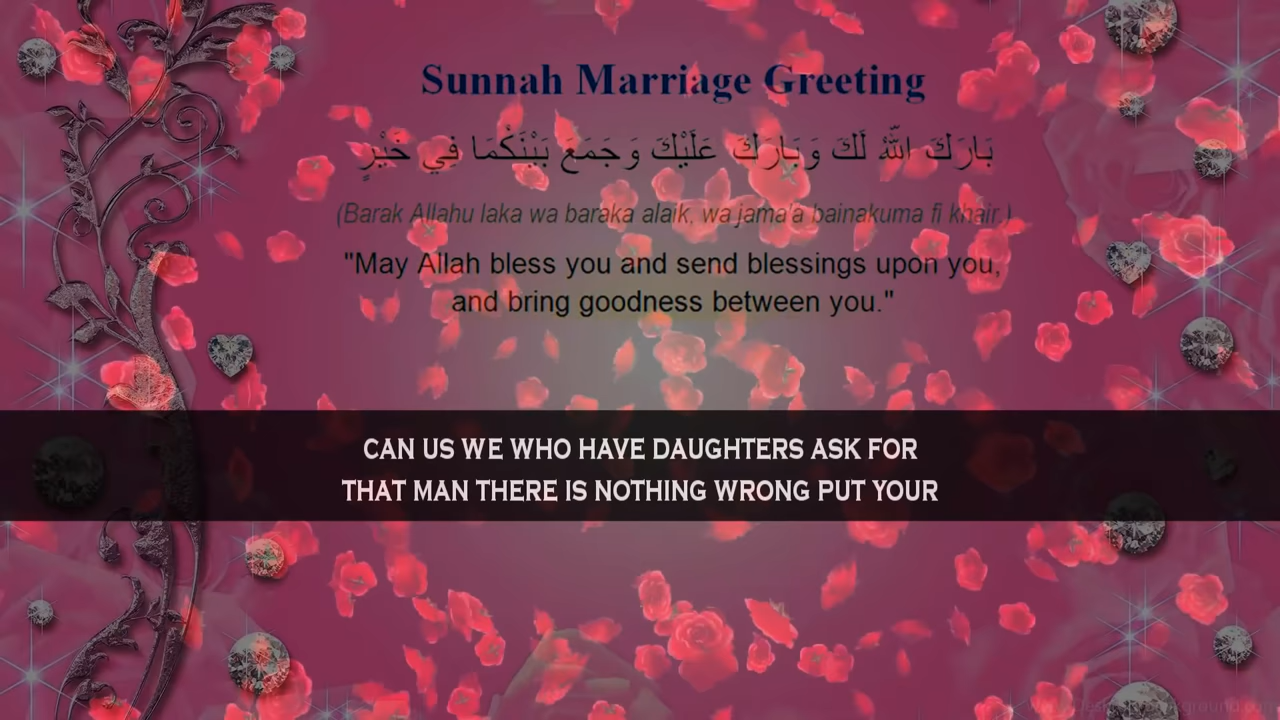 Sunnah Marriage Greeting
بَارَكَ اللهُ لَكَ وَبَارَكَ عَلَيْكَ وَجَمَعَ بَيْنَكُمَا فِي خَيْرٍ
(Barak Allahu laka wa baraka alaik, wa jama'a bainakuma fi khair.)
"May Allah bless you and send blessings upon you,
and bring goodness between you."
CAN US WE WHO HAVE DAUGHTERS ASK FOR
THAT MAN THERE IS NOTHING WRONG PUT YOUR